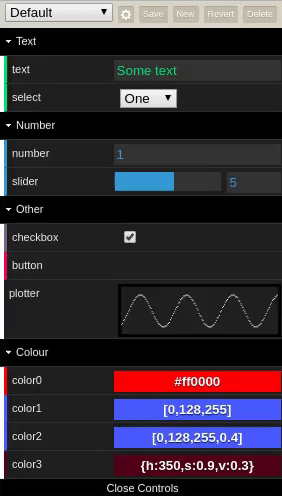 Default Save New Revert Delete
Text
text Some text
select One
Number
number 1
slider 5
Other
checkbox
button
plotter
Colour
color0 #ff0000
color1 [0,128,255]
color2 [0,128,255,0.4]
color3 {h:350,s:0.9,v:0.3}
Close Controls